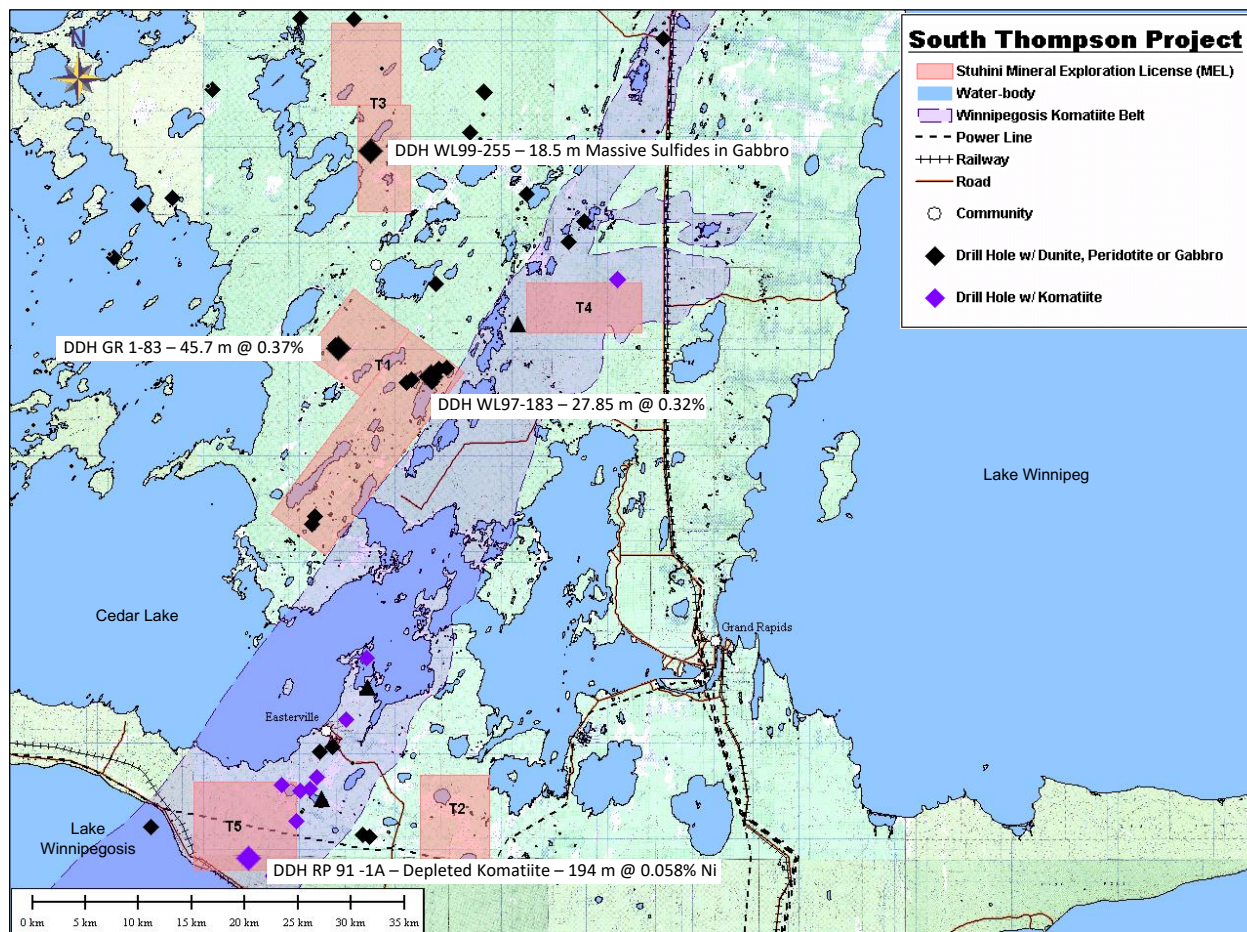 N
South Thompson Project
Stuhini Mineral Exploration License (MEL)
Water-body
Winnipegosis Komatiite Belt
Power Line
Railway
Road
Community
Drill Hole w/ Dunite, Peridotite or Gabbro
Drill Hole w/ Komatiite
T3
DDH WL99-255 – 18.5 m Massive Sulfides in Gabbro
T4
DDH GR 1-83 – 45.7 m @ 0.37%
T1
DDH WL97-183 – 27.85 m @ 0.32%
Lake Winnipeg
Cedar Lake
Grand Rapids
Easterville
T2
T5
Lake
Winnipegosis
DDH RP 91 -1A – Depleted Komatiite – 194 m @ 0.058% Ni
0 km 5 km 10 km 15 km 20 km 25 km 30 km 35 km